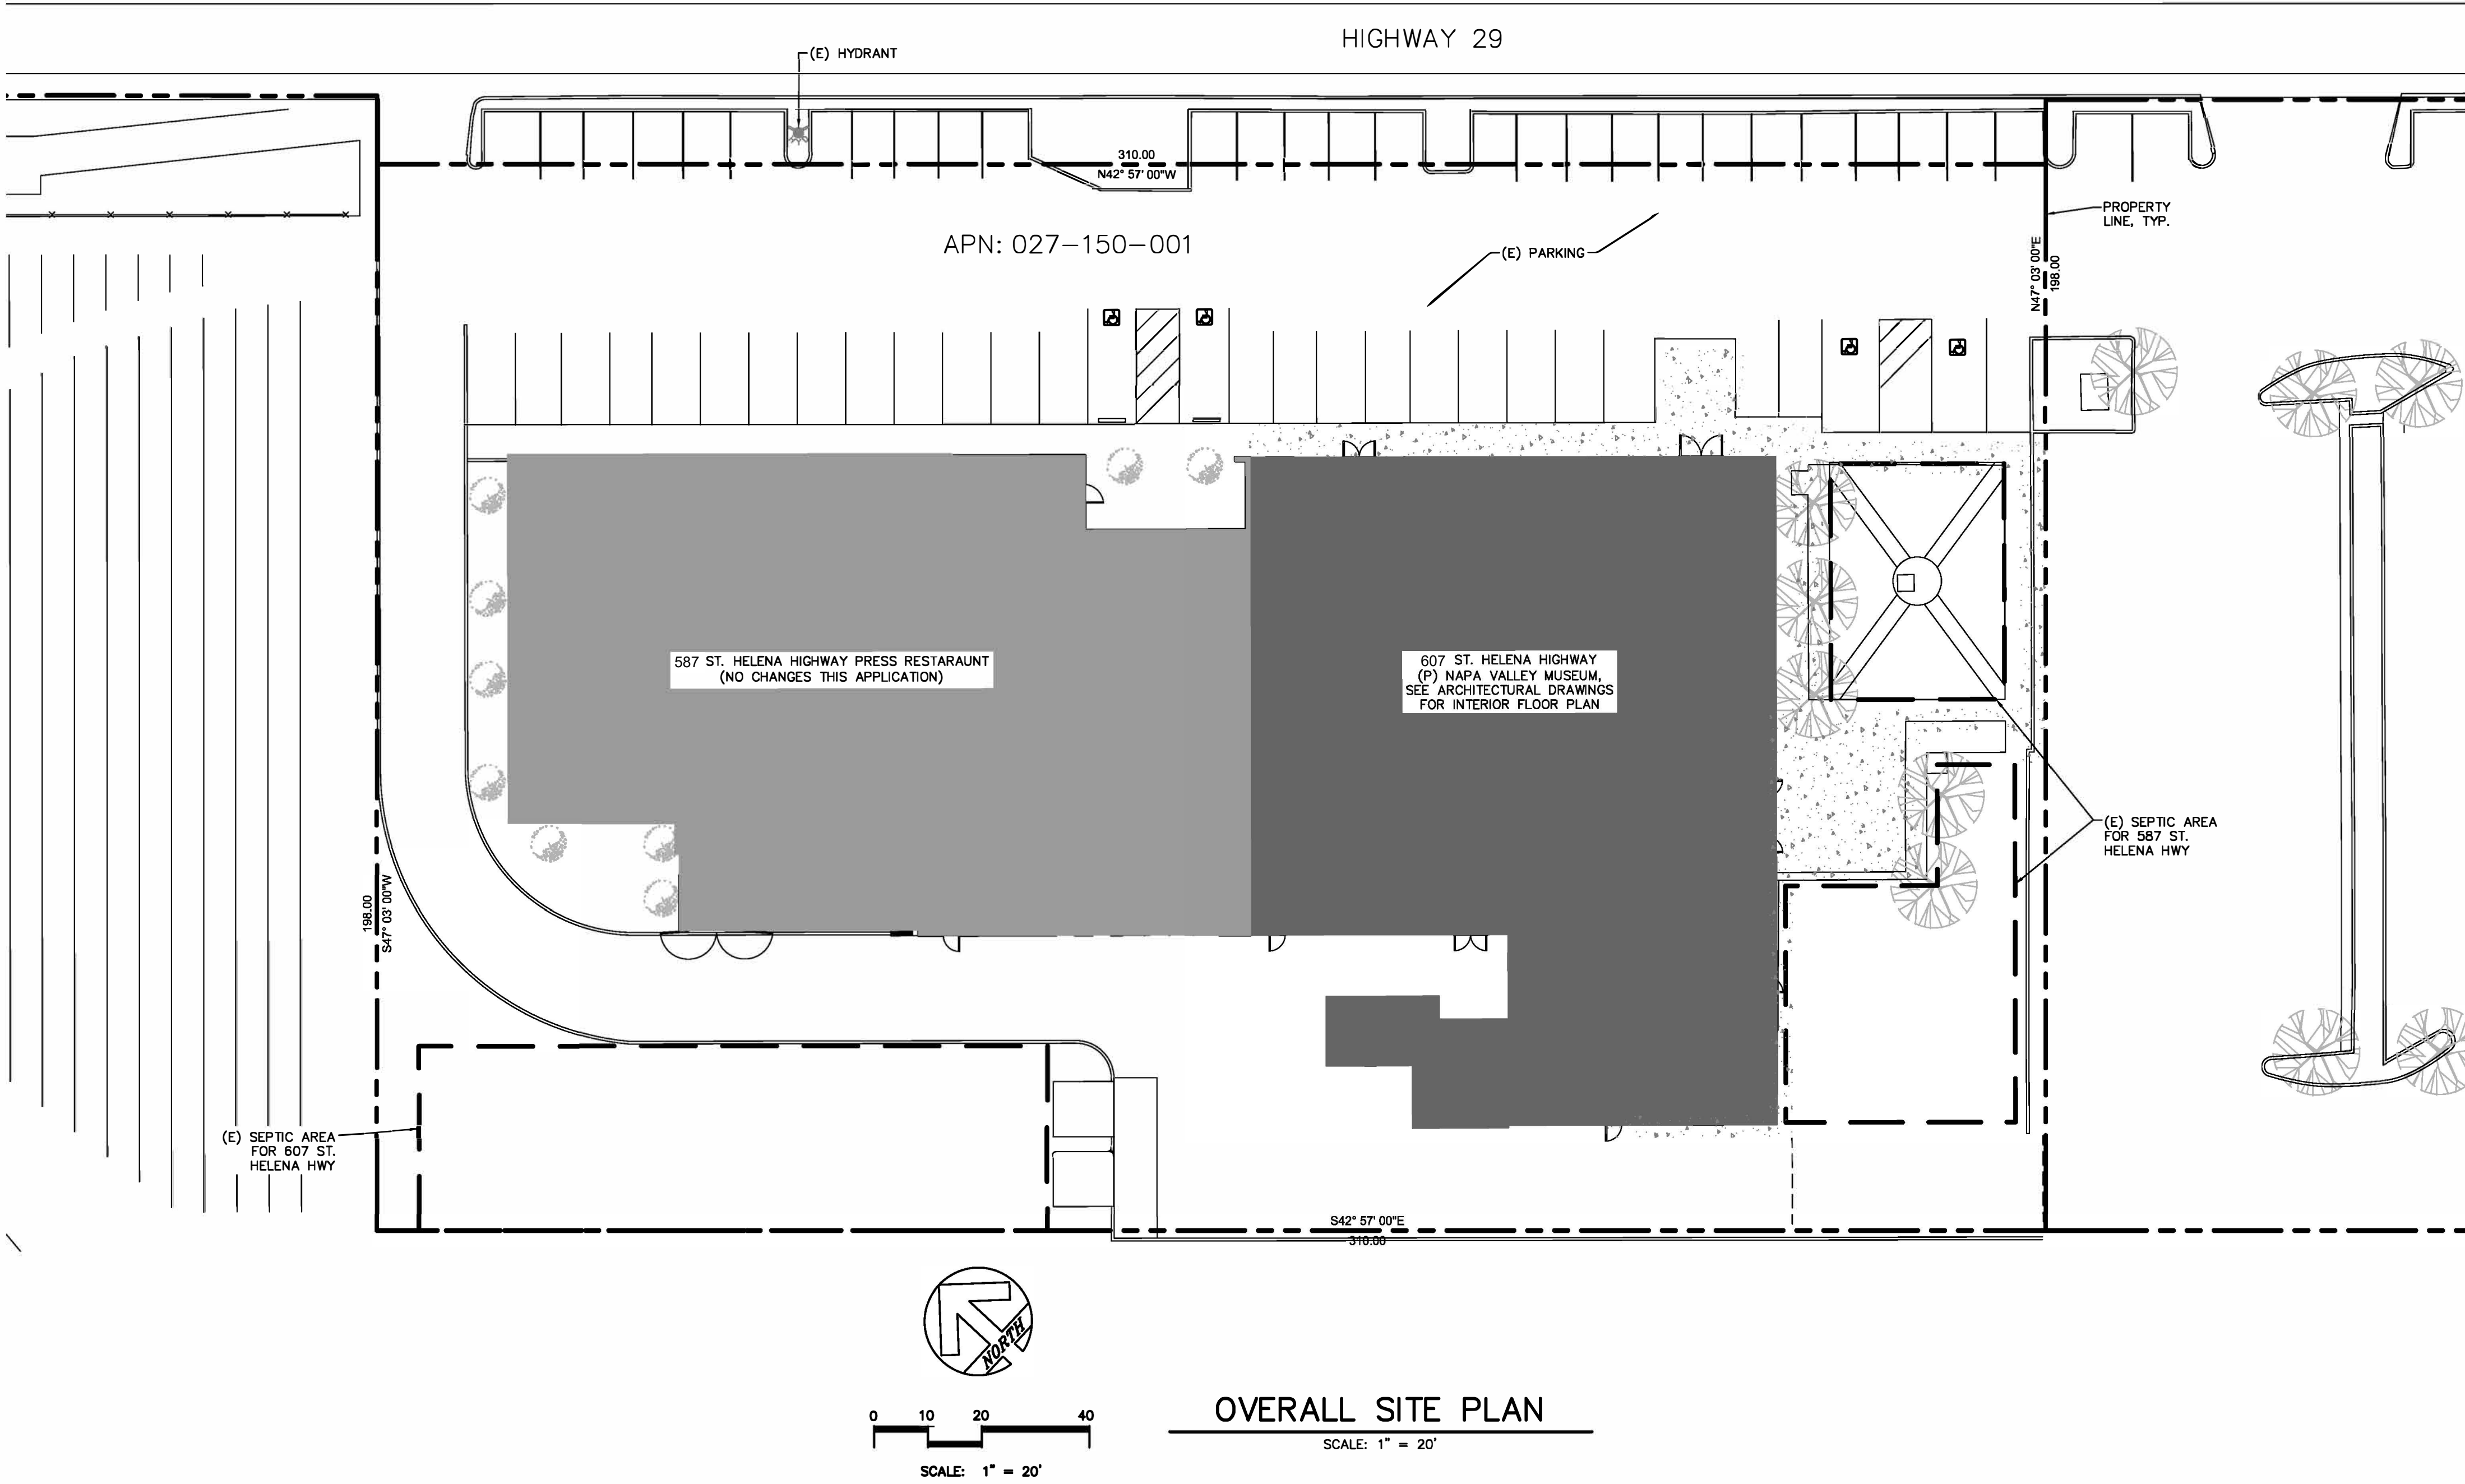 HIGHWAY 29
(E) HYDRANT
310.00
N42° 57' 00"W
PROPERTY
LINE, TYP.
APN: 027-150-001
(E) PARKING
N47° 03' 00"E
198.00
587 ST. HELENA HIGHWAY PRESS RESTARAUNT
(NO CHANGES THIS APPLICATION)
607 ST. HELENA HIGHWAY
(P) NAPA VALLEY MUSEUM,
SEE ARCHITECTURAL DRAWINGS
FOR INTERIOR FLOOR PLAN
(E) SEPTIC AREA
FOR 587 ST.
HELENA HWY
198.00
S47° 03' 00"W
(E) SEPTIC AREA
FOR 607 ST.
HELENA HWY
S42° 57' 00"E
310.00
NORTH
0 10 20 40
SCALE: 1" = 20'
OVERALL SITE PLAN
SCALE: 1" = 20'